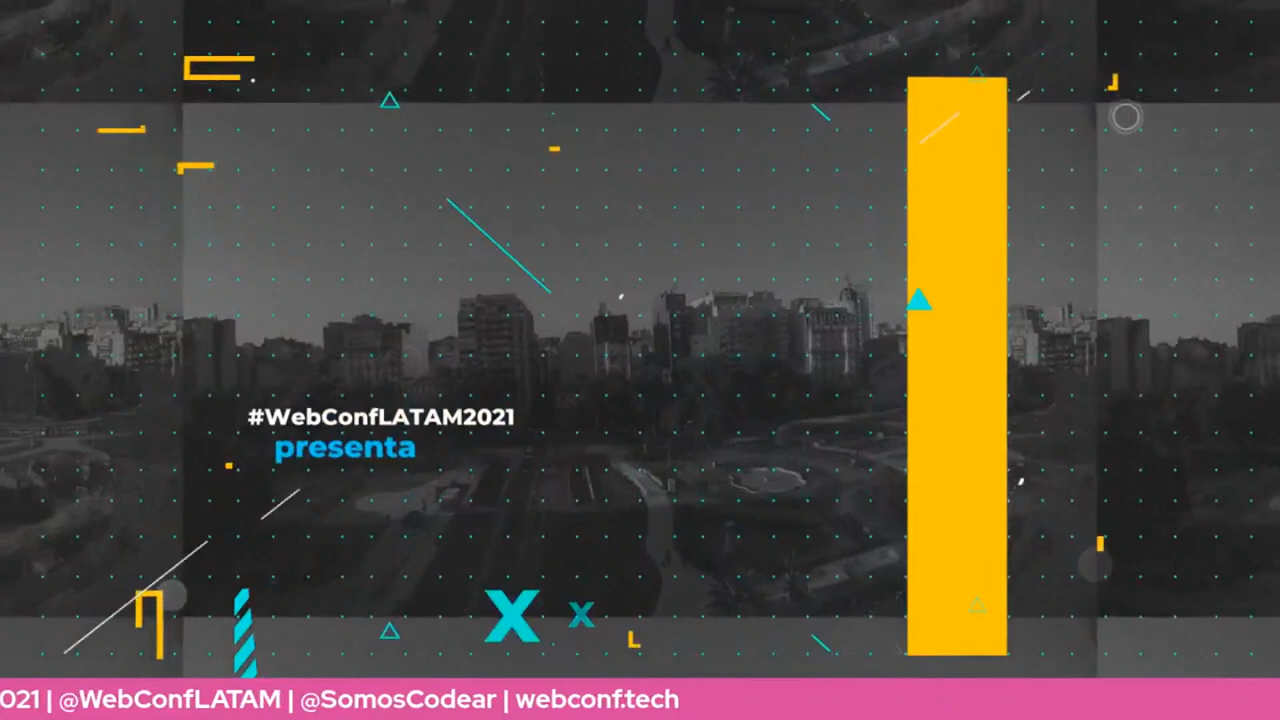 #WebConfLATAM2021
presenta
021 | @WebConfLATAM | @SomosCodear | webconf.tech